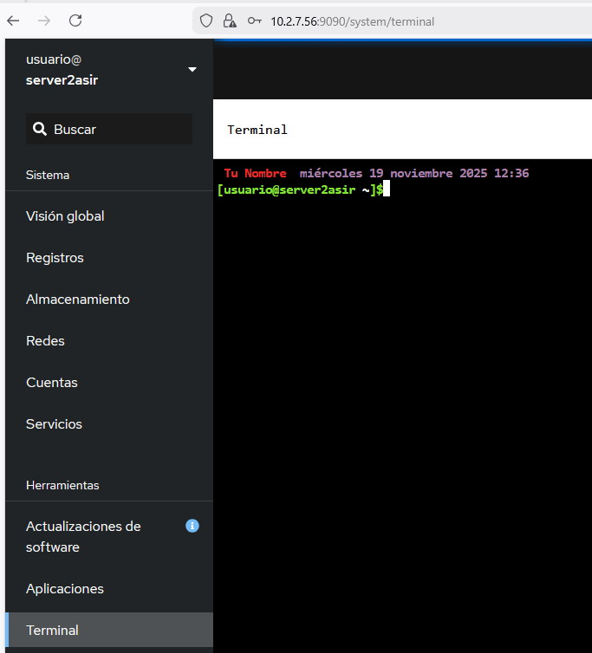 10.2.7.56:9090/system/terminal
usuario@
server2asir
Buscar
Sistema
Visión global
Registros
Almacenamiento
Redes
Cuentas
Servicios
Herramientas
Actualizaciones de
software
Aplicaciones
Terminal
Terminal
Tu Nombre  miércoles 19 noviembre 2025 12:36
[usuario@server2asir ~]$